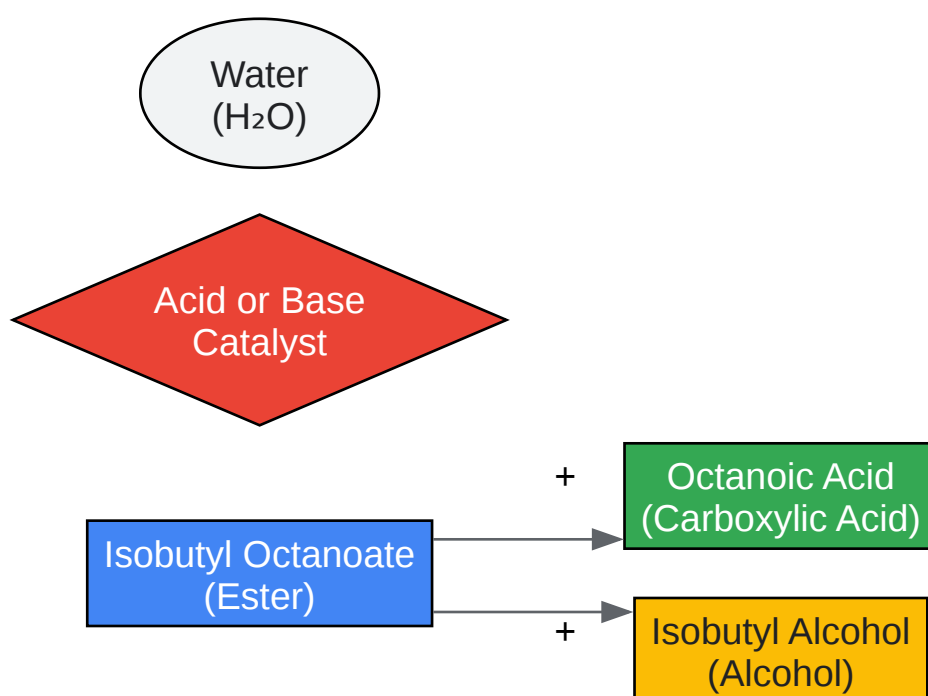 Water
(H₂O)
Acid or Base
Catalyst
+
Octanoic Acid
(Carboxylic Acid)
Isobutyl Octanoate
(Ester)
+
Isobutyl Alcohol
(Alcohol)